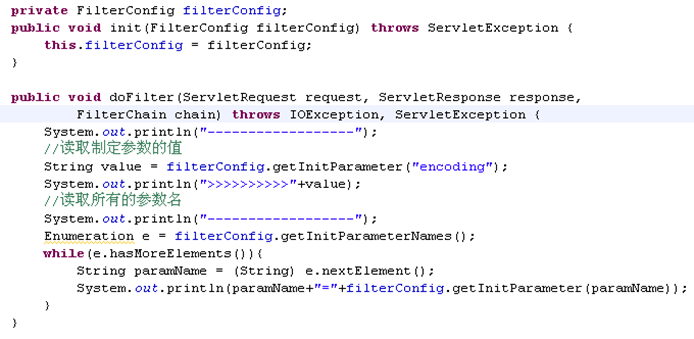 private FilterConfig filterConfig;
public void init(FilterConfig filterConfig) throws ServletException {
this.filterConfig = filterConfig;
}
public void doFilter(ServletRequest request, ServletResponse response,
FilterChain chain) throws IOException, ServletException {
System.out.println("------------------");
//读取制定参数的值
String value = filterConfig.getInitParameter("encoding");
System.out.println(">>>>>>>>>>"+value);
//读取所有的参数名
System.out.println("------------------");
Enumeration e = filterConfig.getInitParameterNames();
while(e.hasMoreElements()){
String paramName = (String) e.nextElement();
System.out.println(paramName+"="+filterConfig.getInitParameter(paramName));
}
}